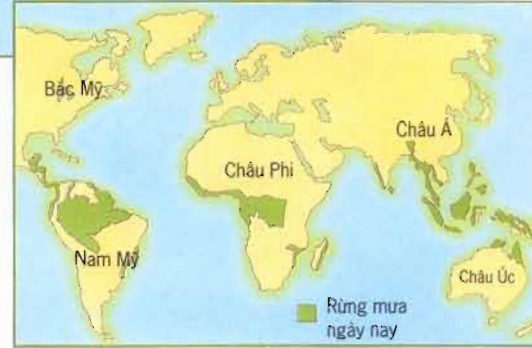 Bắc Mỹ
Châu Á
Châu Phi
Nam Mỹ
Châu Úc
Rừng mưa
ngày nay